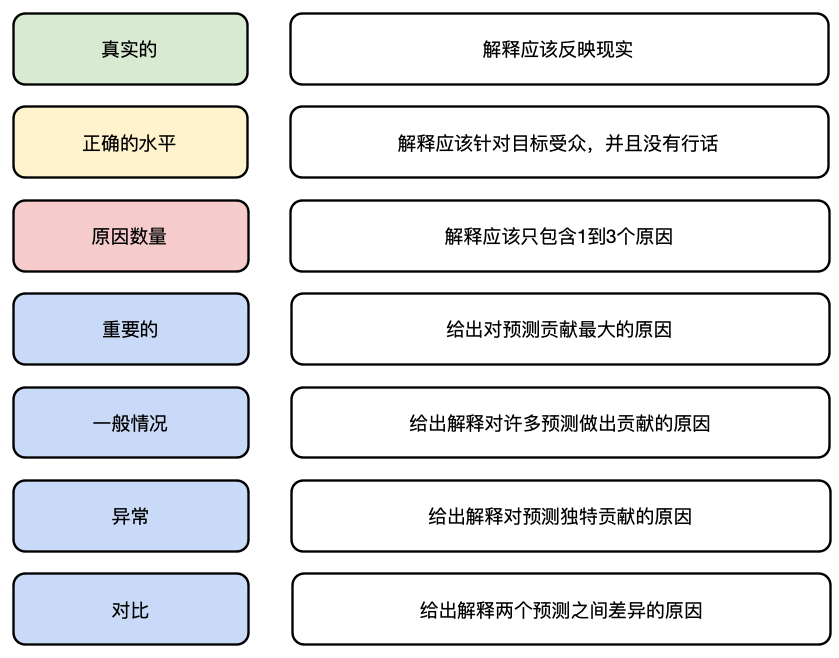 真实的
解释应该反映现实
正确的水平
解释应该针对目标受众，并且没有行话
原因数量
解释应该只包含1到3个原因
重要的
给出对预测贡献最大的原因
一般情况
给出解释对许多预测做出贡献的原因
异常
给出解释对预测独特贡献的原因
对比
给出解释两个预测之间差异的原因